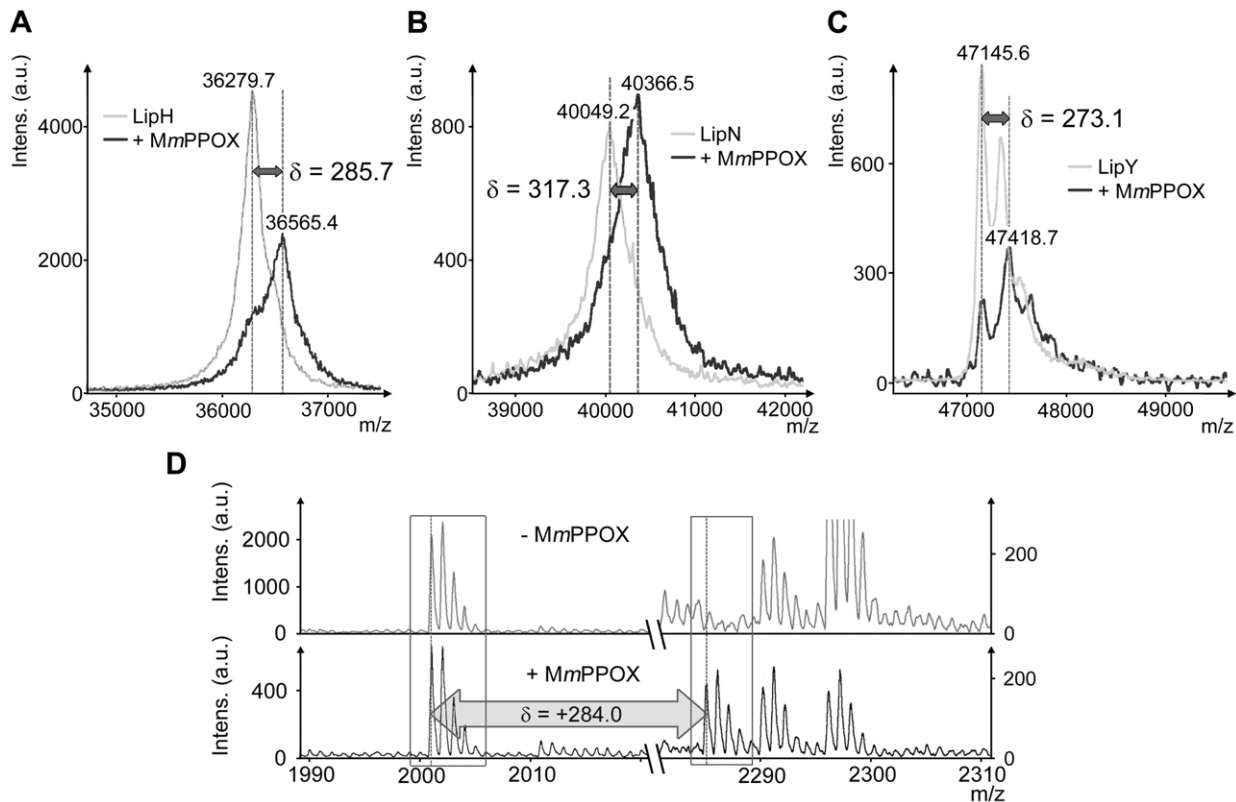 A
Intens. (a.u.)
36279.7
LipH
+ MmPPOX
δ = 285.7
36565.4
4000
2000
0
35000 36000 37000
m/z
B
Intens. (a.u.)
40366.5
40049.2
LipN
+ MmPPOX
δ = 317.3
800
400
0
39000 40000 41000 42000
m/z
C
Intens. (a.u.)
47145.6
δ = 273.1
LipY
+ MmPPOX
47418.7
600
300
0
47000 48000 49000
m/z
D
Intens. (a.u.)
- MmPPOX
2000
1000
0
200
0
Intens. (a.u.)
+ MmPPOX
δ = +284.0
400
0
200
0
1990 2000 2010 2290 2300 2310
m/z